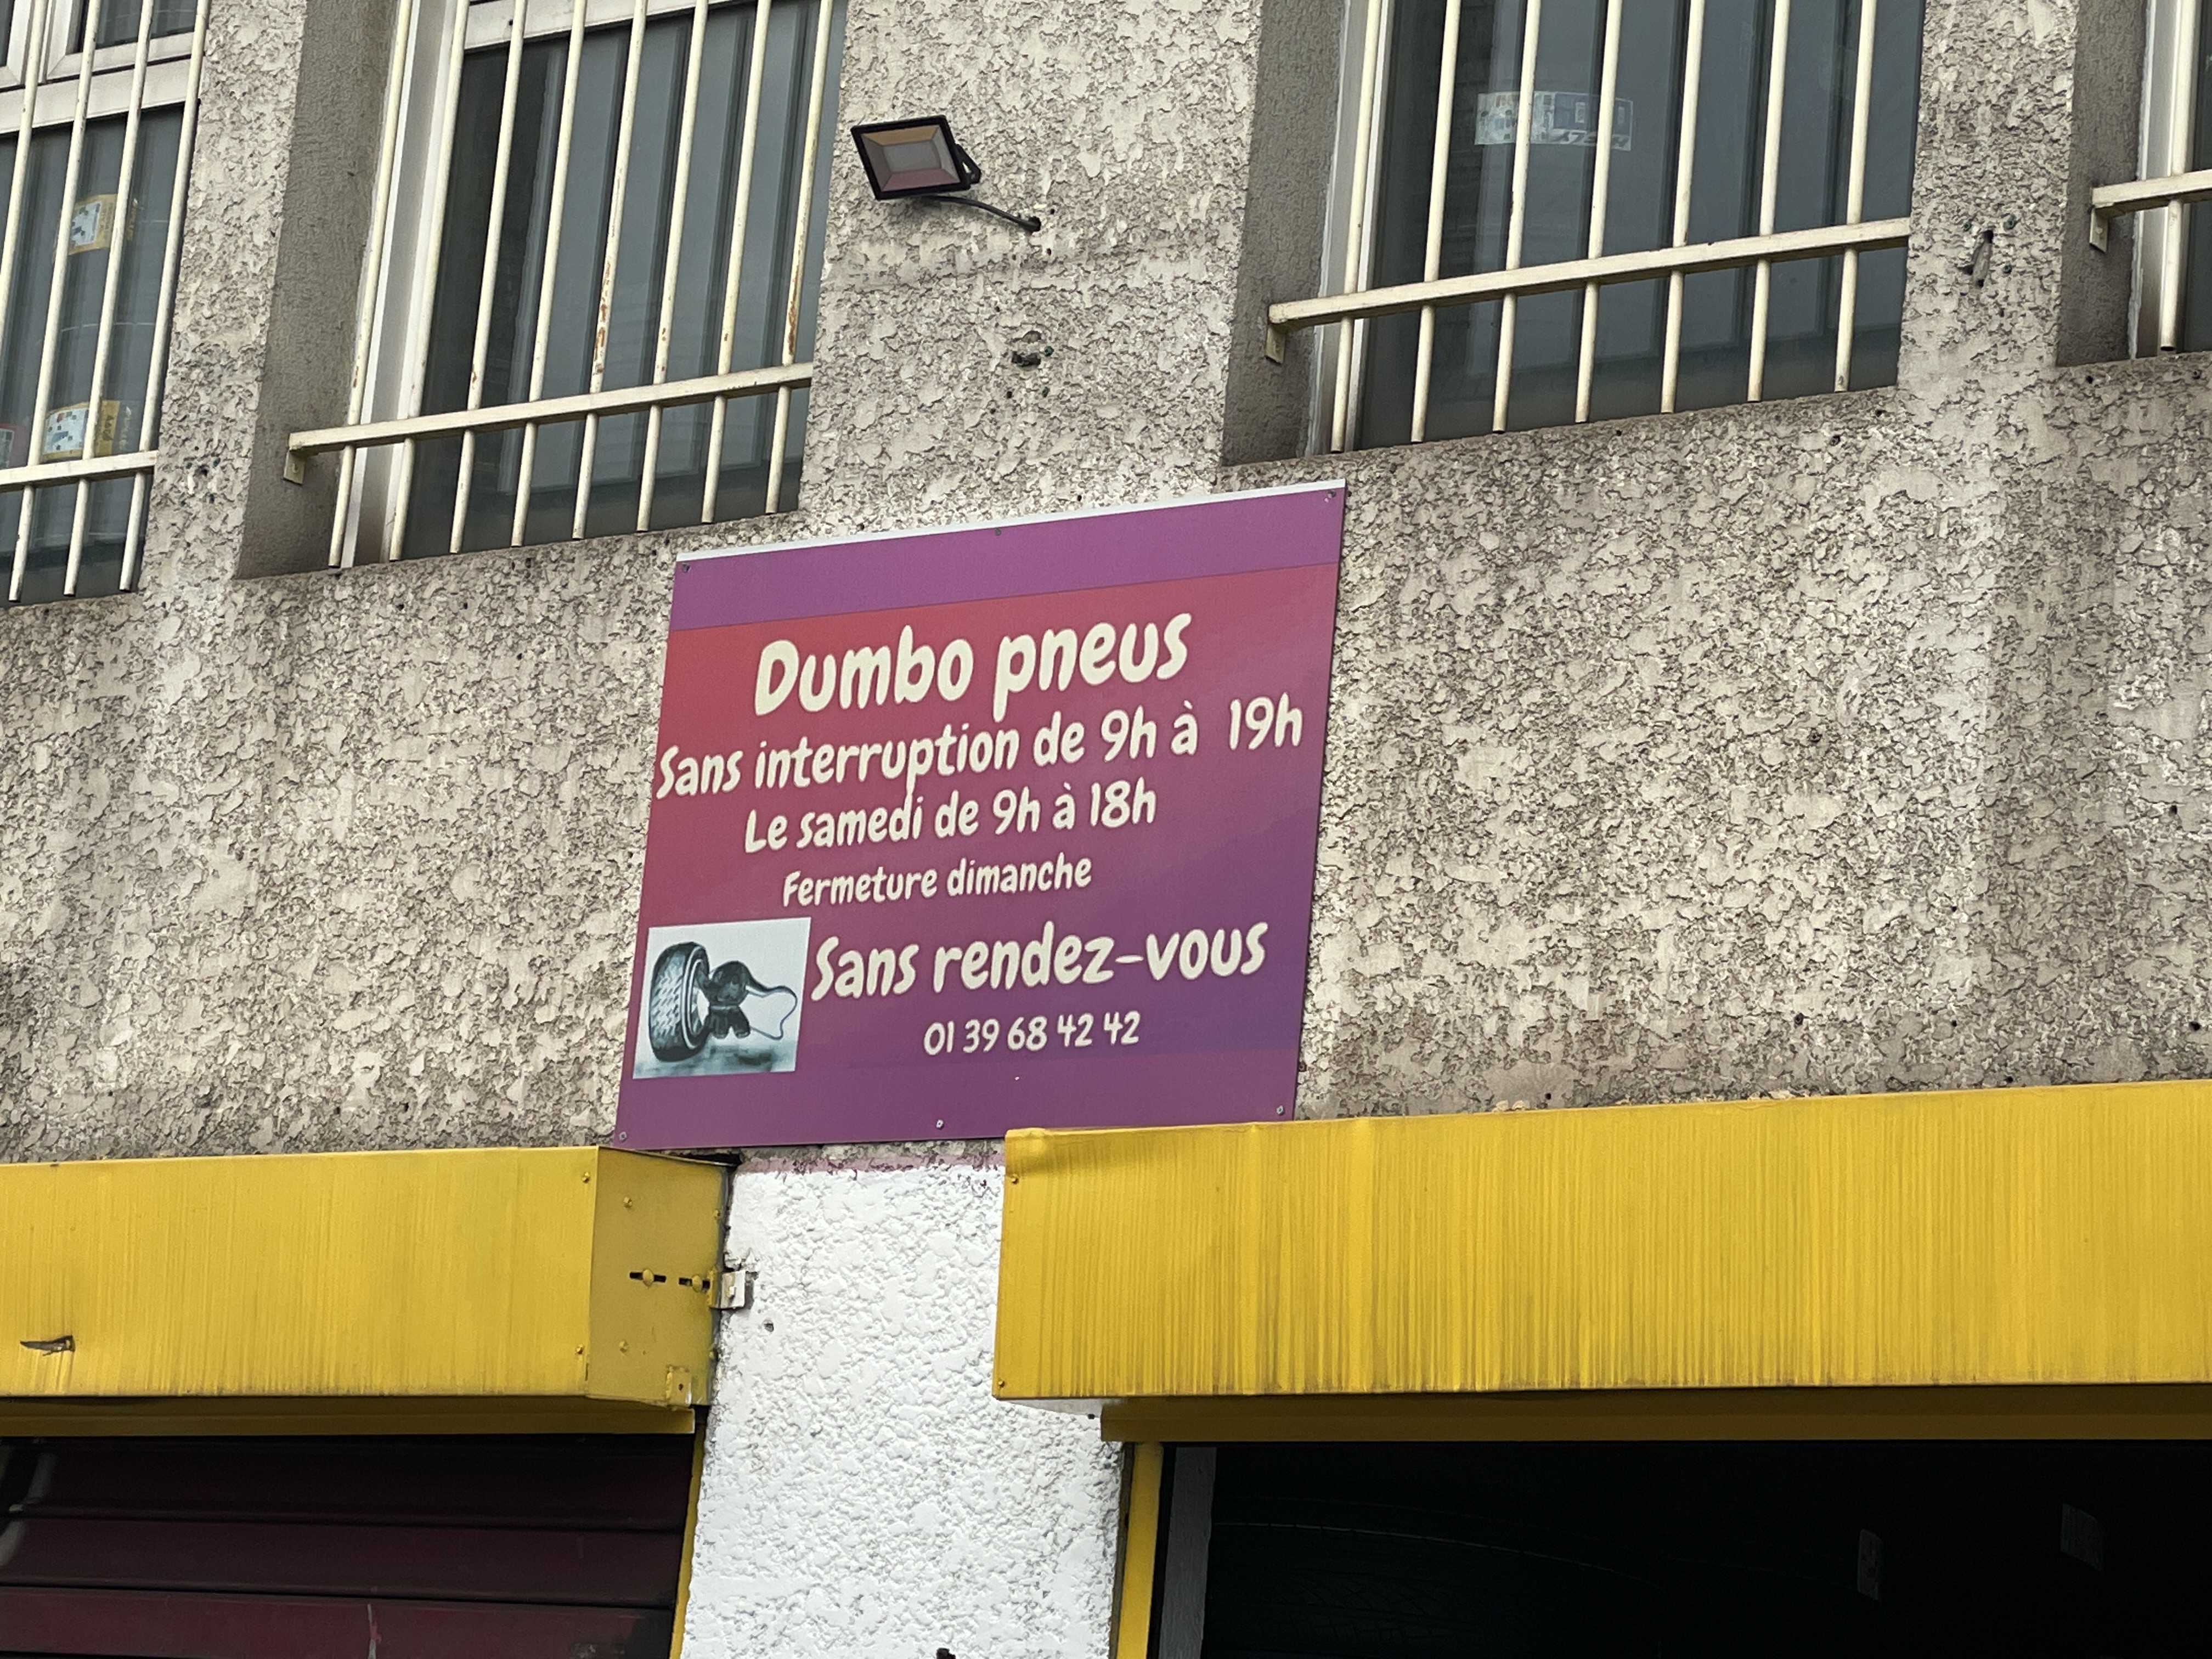 Dumbo pneus
Sans interruption de 9h à 19h
Le samedi de 9h à 18h
Fermeture dimanche
Sans rendez-vous
01 39 68 42 42